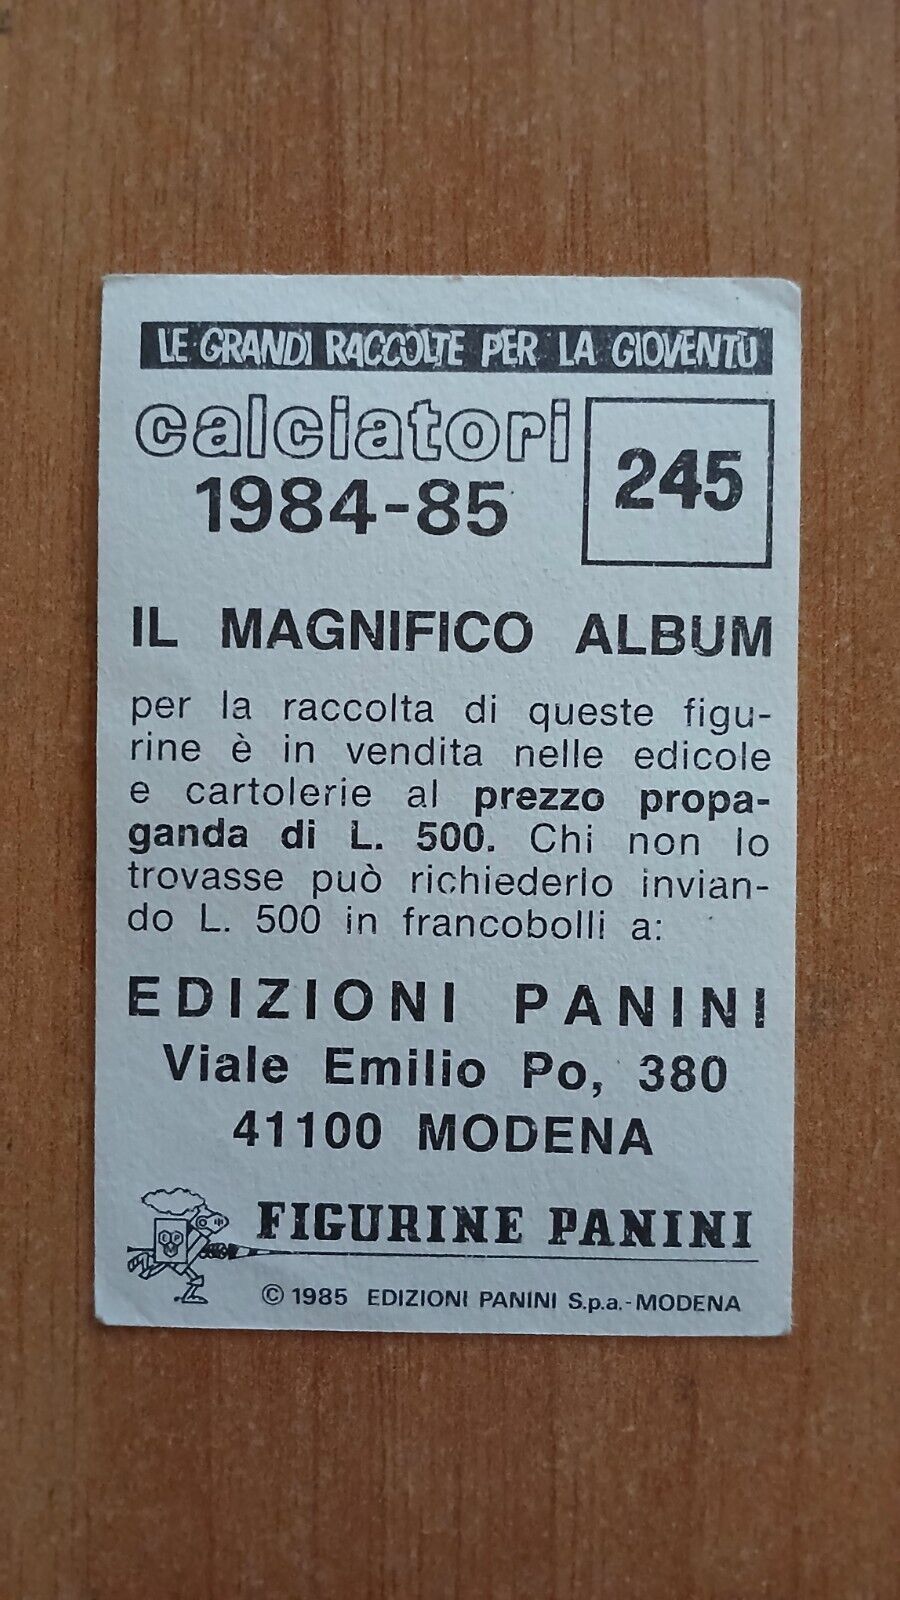 LE GRANDI RACCOLTE PER LA GIOVENTÙ
calciatori
1984-85
245
IL MAGNIFICO ALBUM
per la raccolta di queste figu-
rine è in vendita nelle edicole
e cartolerie al prezzo propa-
ganda di L. 500. Chi non lo
trovasse può richiederlo invian-
do L. 500 in francobolli a:
EDIZIONI PANINI
Viale Emilio Po, 380
41100 MODENA
FIGURINE PANINI
© 1985 EDIZIONI PANINI S.p.a.-MODENA